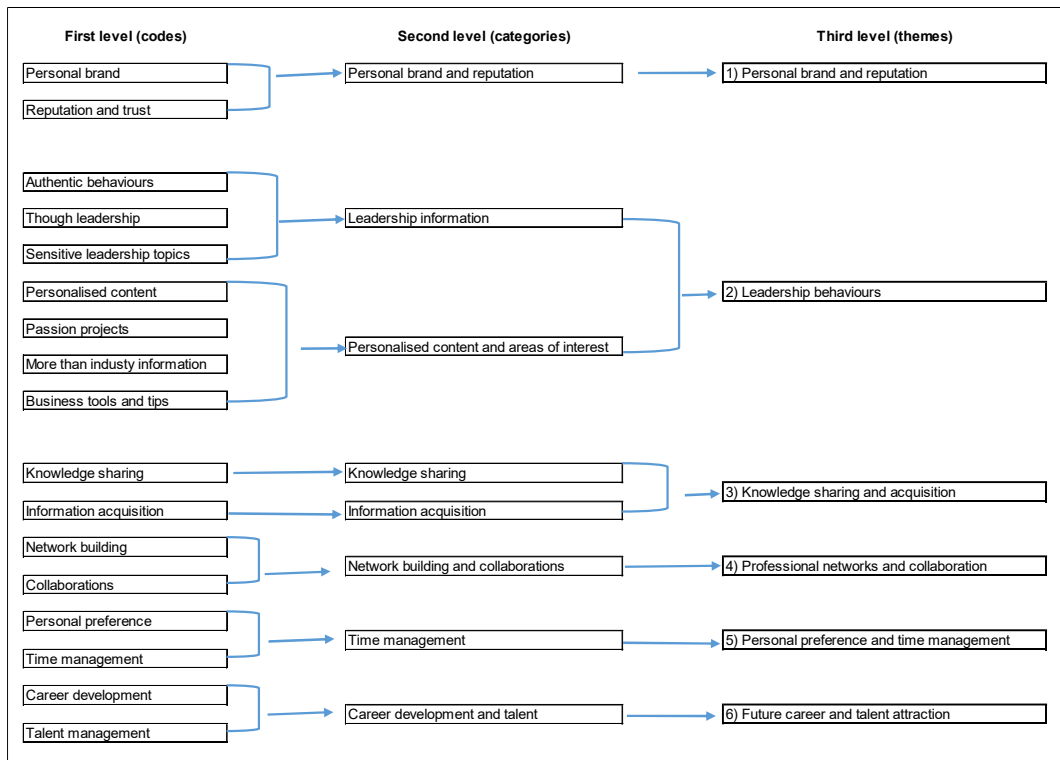 First level (codes) Second level (categories) Third level (themes)
Personal brand Personal brand and reputation 1) Personal brand and reputation
Reputation and trust
Authentic behaviours
Though leadership Leadership information
Sensitive leadership topics
Personalised content 2) Leadership behaviours
Passion projects
Personalised content and areas of interest
More than industy information
Business tools and tips
Knowledge sharing Knowledge sharing
3) Knowledge sharing and acquisition
Information acquisition Information acquisition
Network building
Network building and collaborations 4) Professional networks and collaboration
Collaborations
Personal preference
Time management 5) Personal preference and time management
Time management
Career development
Career development and talent 6) Future career and talent attraction
Talent management